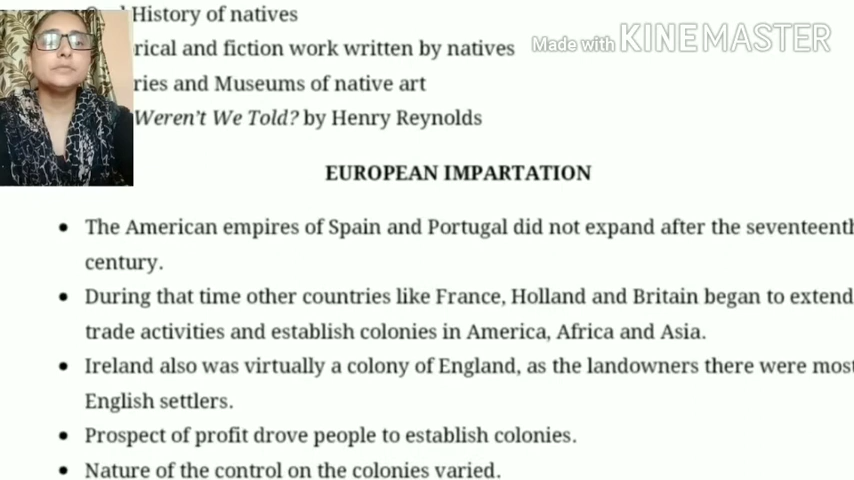 History of natives
rical and fiction work written by natives
Made with KINEMASTER
ries and Museums of native art
Weren't We Told? by Henry Reynolds
EUROPEAN IMPARTATION
• The American empires of Spain and Portugal did not expand after the seventeenth
century.
• During that time other countries like France, Holland and Britain began to extend
trade activities and establish colonies in America, Africa and Asia.
• Ireland also was virtually a colony of England, as the landowners there were most
English settlers.
• Prospect of profit drove people to establish colonies.
• Nature of the control on the colonies varied.